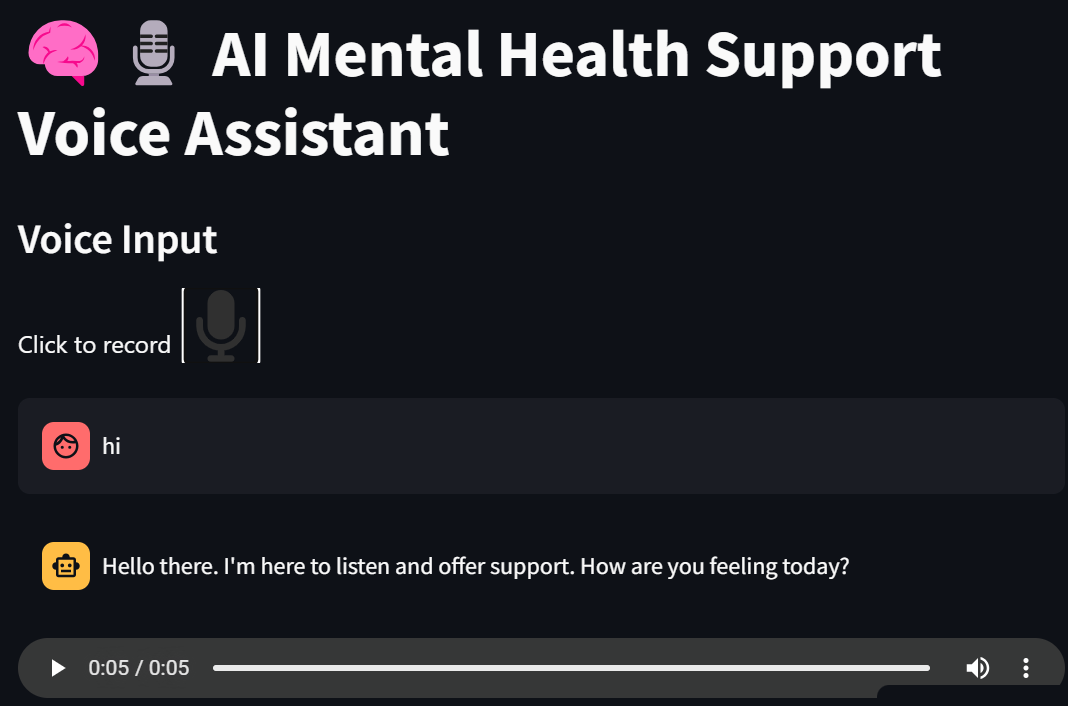 AI Mental Health Support
Voice Assistant
Voice Input
Click to record
hi
Hello there. I'm here to listen and offer support. How are you feeling today?
0:05 / 0:05